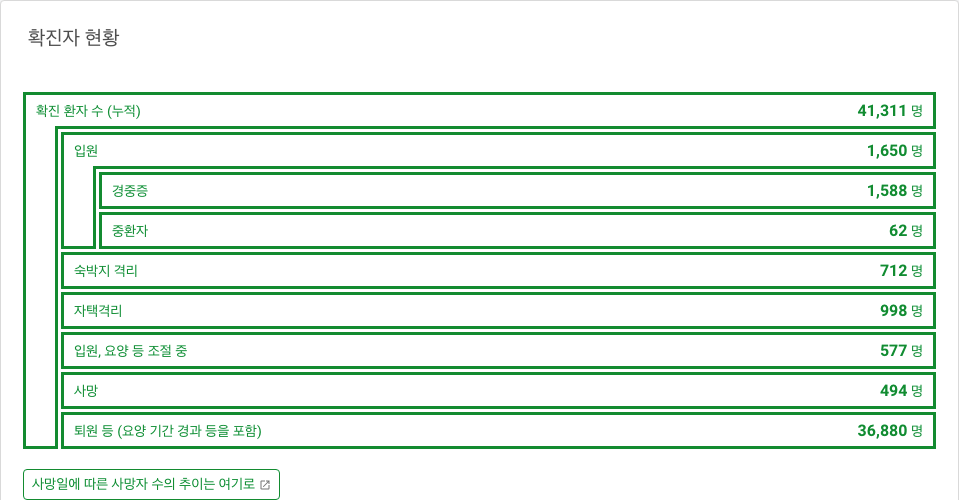 확진자 현황
확진 환자 수 (누적) 41,311 명
입원 1,650 명
경중증 1,588 명
중환자 62 명
숙박지 격리 712 명
자택격리 998 명
입원, 요양 등 조절 중 577 명
사망 494 명
퇴원 등 (요양 기간 경과 등을 포함) 36,880 명
사망일에 따른 사망자 수의 추이는 여기로